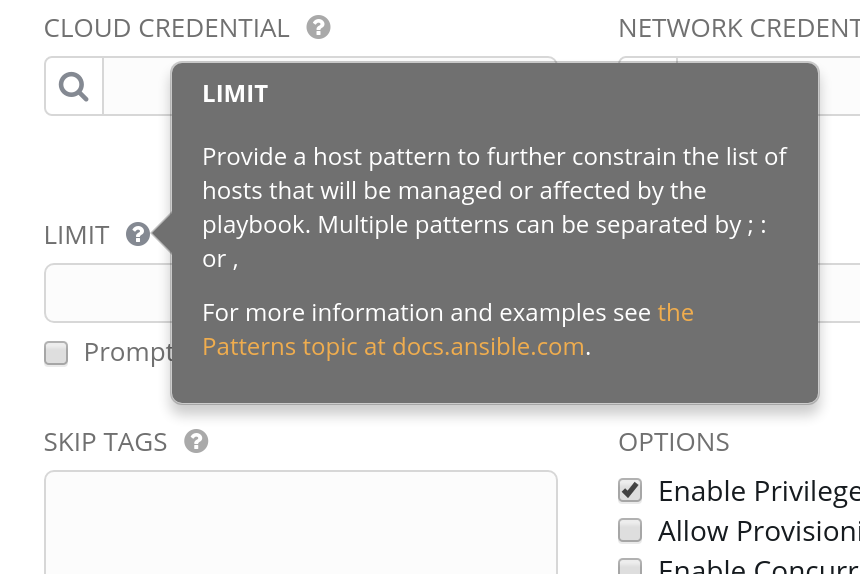 CLOUD CREDENTIAL ?
NETWORK CREDENT
LIMIT
Provide a host pattern to further constrain the list of
hosts that will be managed or affected by the
playbook. Multiple patterns can be separated by ; :
or ,
For more information and examples see the
Patterns topic at docs.ansible.com.
LIMIT ?
Prompt
SKIP TAGS ?
OPTIONS
Enable Privilege
Allow Provisioni
Enable Concurr